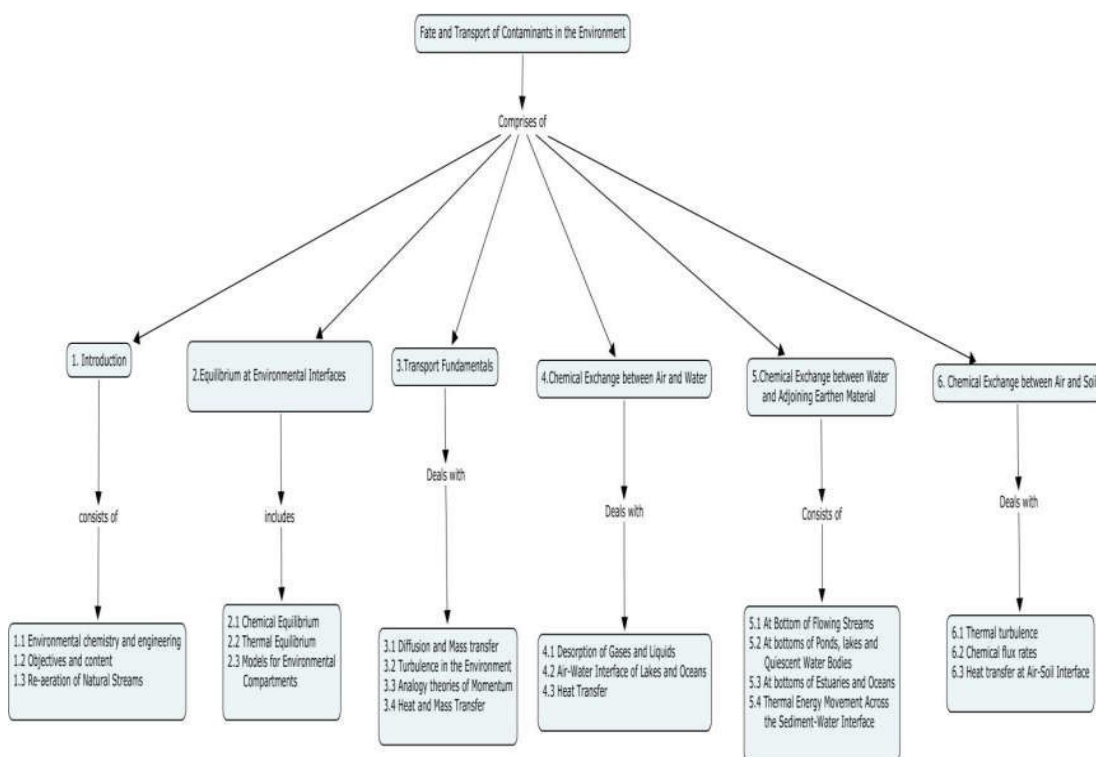 Fate and Transport of Contaminants in the Environment
Comprises of
1. Introduction
2.Equilibrium at Environmental Interfaces
3.Transport Fundamentals
4.Chemical Exchange between Air and Water
5.Chemical Exchange between Water
and Adjoining Earthen Material
6. Chemical Exchange between Air and Soil
consists of
includes
Deals with
Deals with
Consists of
Deals with
1.1 Environmental chemistry and engineering
1.2 Objectives and content
1.3 Re-aeration of Natural Streams
2.1 Chemical Equilibrium
2.2 Thermal Equilibrium
2.3 Models for Environmental
Compartments
3.1 Diffusion and Mass transfer
3.2 Turbulence in the Environment
3.3 Analogy theories of Momentum
3.4 Heat and Mass Transfer
4.1 Desorption of Gases and Liquids
4.2 Air-Water Interface of Lakes and Oceans
4.3 Heat Transfer
5.1 At Bottom of Flowing Streams
5.2 At bottoms of Ponds, lakes and
Quiescent Water Bodies
5.3 At bottoms of Estuaries and Oceans
5.4 Thermal Energy Movement Across
the Sediment-Water Interface
6.1 Thermal turbulence
6.2 Chemical flux rates
6.3 Heat transfer at Air-Soil Interface